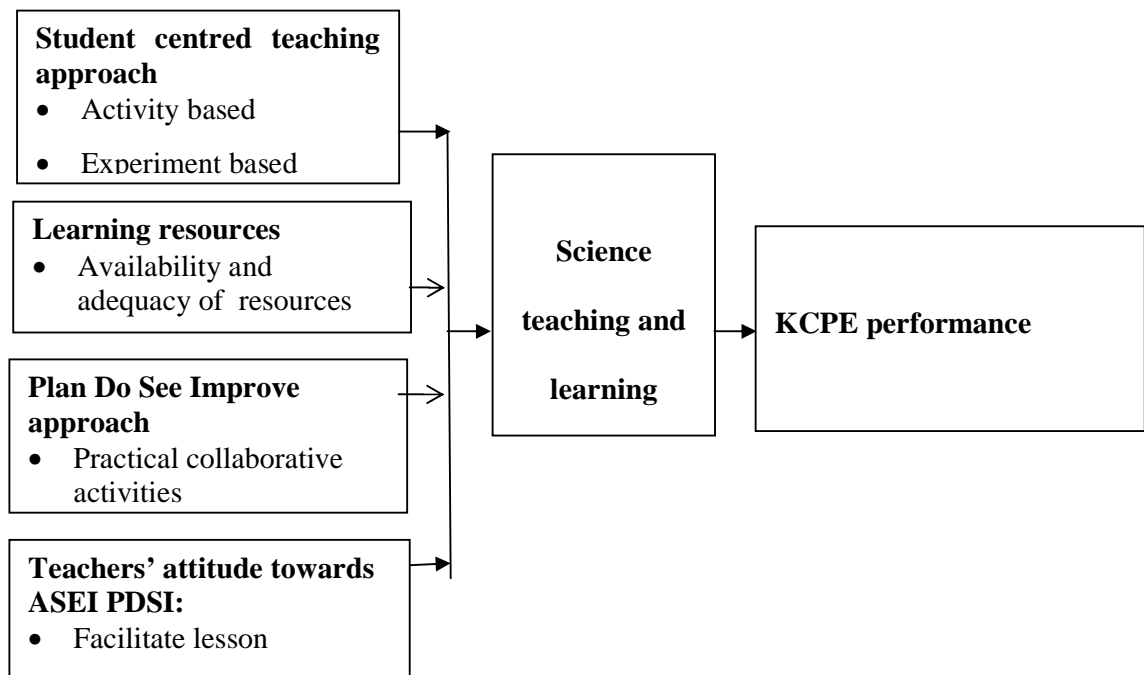 Student centred teaching
approach
• Activity based
• Experiment based
Learning resources
• Availability and
adequacy of resources
Plan Do See Improve
approach
• Practical collaborative
activities
Teachers’ attitude towards
ASEI PDSI:
• Facilitate lesson
Science
teaching and
learning
KCPE performance